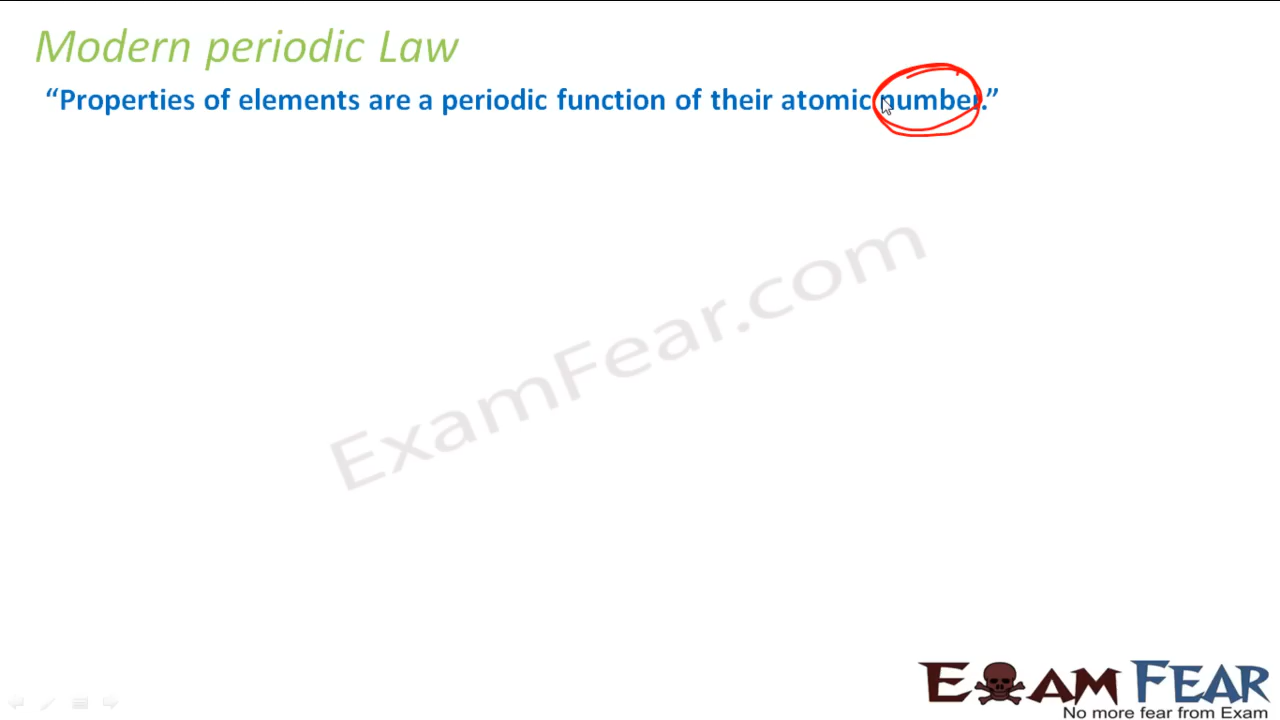 Modern periodic Law
“Properties of elements are a periodic function of their atomic number.”
ExamFear.com
EXAM FEAR
No more fear from Exam